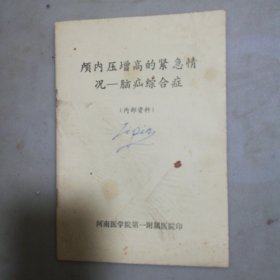 颅内压增高的紧急情
况—脑疝综合症
（内部资料）
河南医学院第一附属医院印